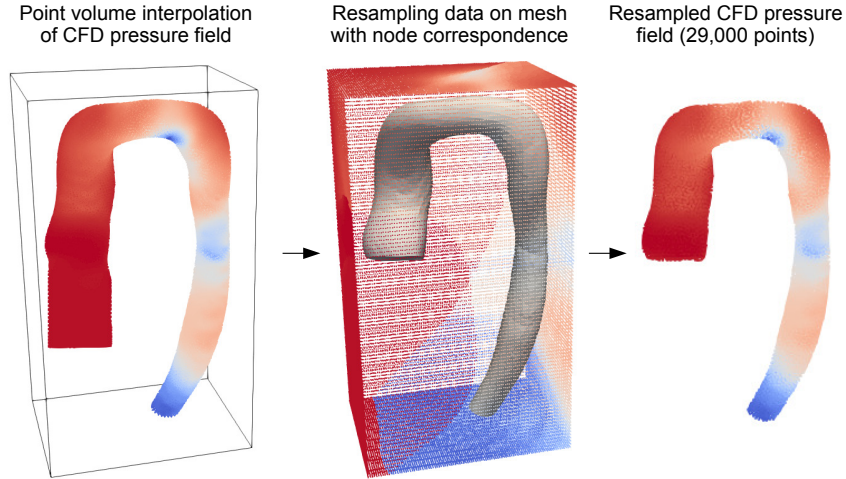 Point volume interpolation
of CFD pressure field
Resampling data on mesh
with node correspondence
Resampled CFD pressure
field (29,000 points)